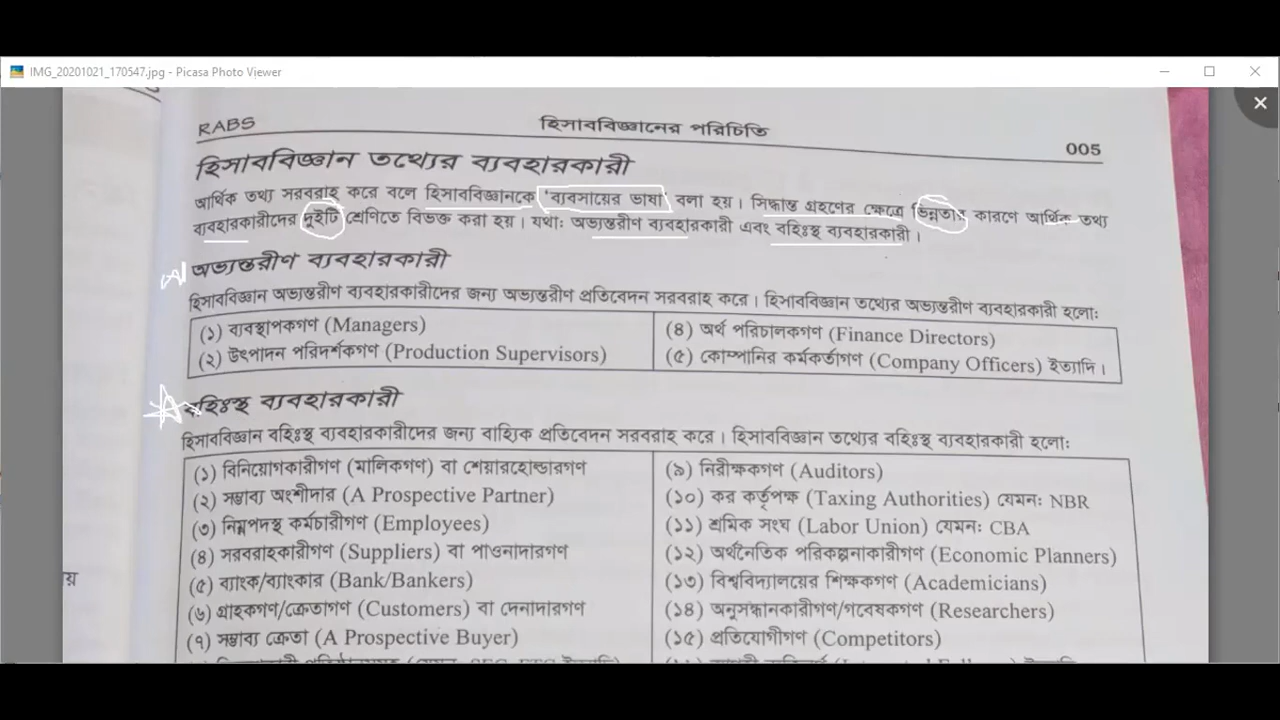 IMG_20201021_170547.jpg - Picasa Photo Viewer
RABS হিসাববিজ্ঞানের পরিচিতি 005
হিসাববিজ্ঞান তথ্যের ব্যবহারকারী
আর্থিক তথ্য সরবরাহ করে বলে হিসাববিজ্ঞানকে 'ব্যবসায়ের ভাষা' বলা হয়। সিদ্ধান্ত গ্রহণের ক্ষেত্রে ভিন্নতার কারণে আর্থিক তথ্য
ব্যবহারকারীদের দুইটি শ্রেণিতে বিভক্ত করা হয়। যথা: অভ্যন্তরীণ ব্যবহারকারী এবং বহিঃস্থ ব্যবহারকারী।
অভ্যন্তরীণ ব্যবহারকারী
হিসাববিজ্ঞান অভ্যন্তরীণ ব্যবহারকারীদের জন্য অভ্যন্তরীণ প্রতিবেদন সরবরাহ করে। হিসাববিজ্ঞান তথ্যের অভ্যন্তরীণ ব্যবহারকারী হলো:
(১) ব্যবস্থাপকগণ (Managers)
(২) উৎপাদন পরিদর্শকগণ (Production Supervisors)
(৪) অর্থ পরিচালকগণ (Finance Directors)
(৫) কোম্পানির কর্মকর্তাগণ (Company Officers) ইত্যাদি।
বহিঃস্থ ব্যবহারকারী
হিসাববিজ্ঞান বহিঃস্থ ব্যবহারকারীদের জন্য বাহ্যিক প্রতিবেদন সরবরাহ করে। হিসাববিজ্ঞান তথ্যের বহিঃস্থ ব্যবহারকারী হলো:
(১) বিনিয়োগকারীগণ (মালিকগণ) বা শেয়ারহোল্ডারগণ
(২) সম্ভাব্য অংশীদার (A Prospective Partner)
(৩) নিম্নপদস্থ কর্মচারীগণ (Employees)
(৪) সরবরাহকারীগণ (Suppliers) বা পাওনাদারগণ
(৫) ব্যাংক/ব্যাংকার (Bank/Bankers)
(৬) গ্রাহকগণ/ক্রেতাগণ (Customers) বা দেনাদারগণ
(৭) সম্ভাব্য ক্রেতা (A Prospective Buyer)
(৯) নিরীক্ষকগণ (Auditors)
(১০) কর কর্তৃপক্ষ (Taxing Authorities) যেমন: NBR
(১১) শ্রমিক সংঘ (Labor Union) যেমন: CBA
(১২) অর্থনৈতিক পরিকল্পনাকারীগণ (Economic Planners)
(১৩) বিশ্ববিদ্যালয়ের শিক্ষকগণ (Academicians)
(১৪) অনুসন্ধানকারীগণ/গবেষকগণ (Researchers)
(১৫) প্রতিযোগীগণ (Competitors)